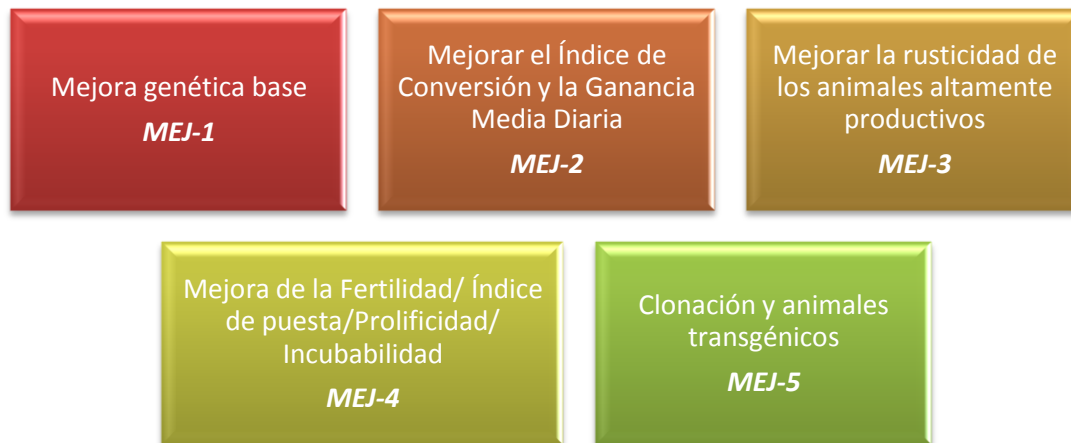 Mejora genética base
MEJ-1
Mejorar el Índice de
Conversión y la Ganancia
Media Diaria
MEJ-2
Mejorar la rusticidad de
los animales altamente
productivos
MEJ-3
Mejora de la Fertilidad/ Índice
de puesta/Prolificidad/
Incubabilidad
MEJ-4
Clonación y animales
transgénicos
MEJ-5